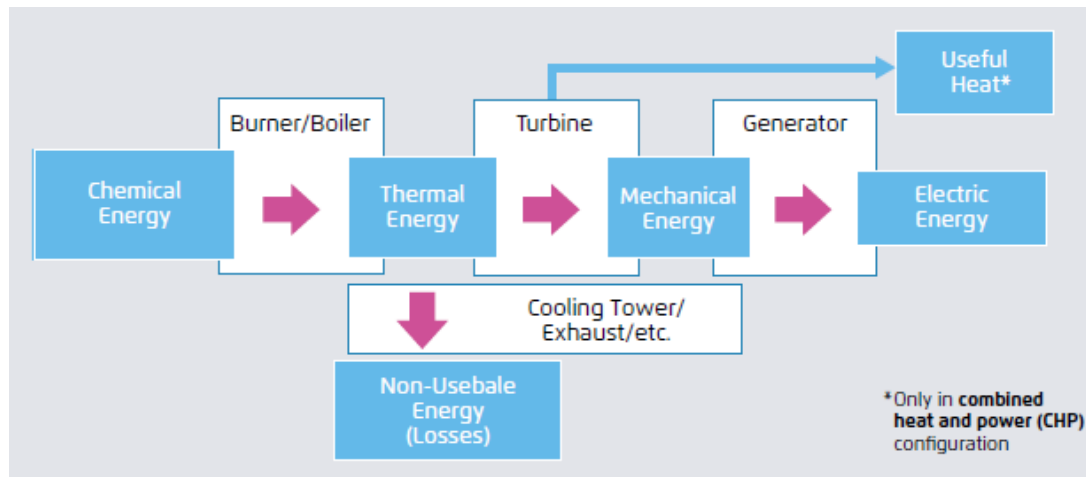 Useful
Heat*
Burner/Boiler
Turbine
Generator
Chemical
Energy
Thermal
Energy
Mechanical
Energy
Electric
Energy
Cooling Tower/
Exhaust/etc.
Non-Usebale
Energy
(Losses)
*Only in combined
heat and power (CHP)
configuration